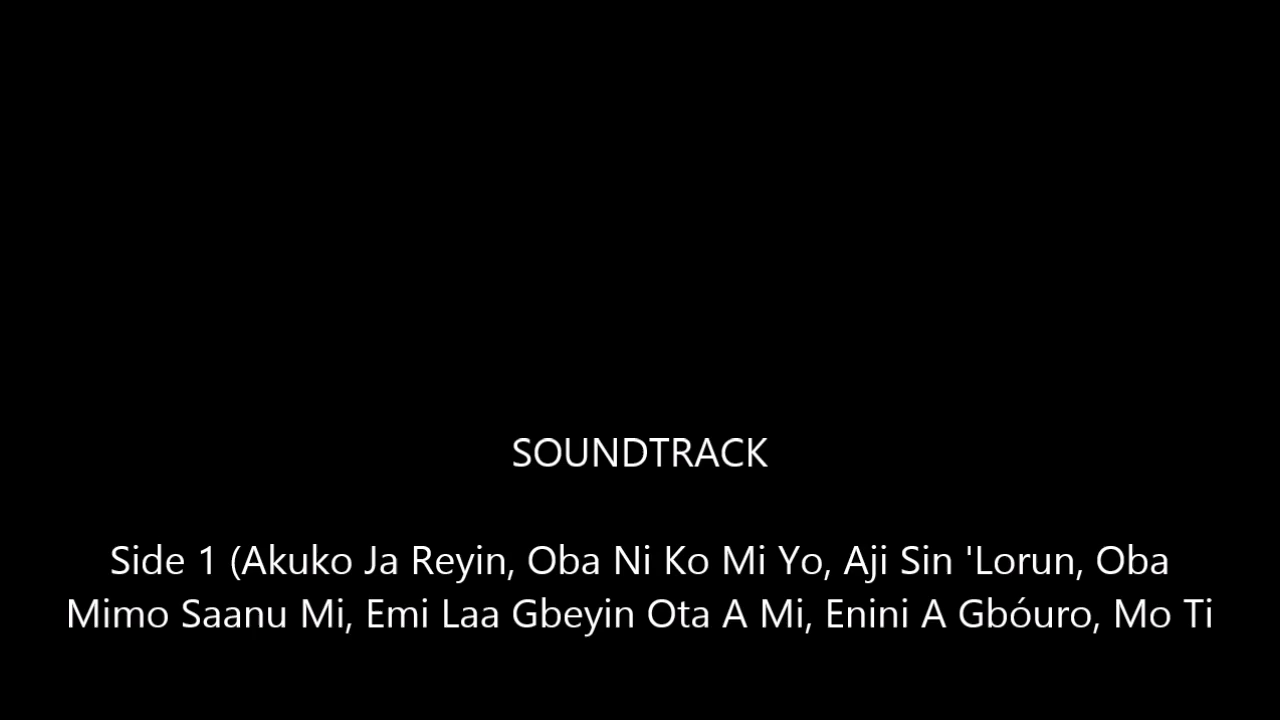 SOUNDTRACK
Side 1 (Akuko Ja Reyin, Oba Ni Ko Mi Yo, Aji Sin 'Lorun, Oba
Mimo Saanu Mi, Emi Laa Gbeyin Ota A Mi, Enini A Gbóuro, Mo Ti